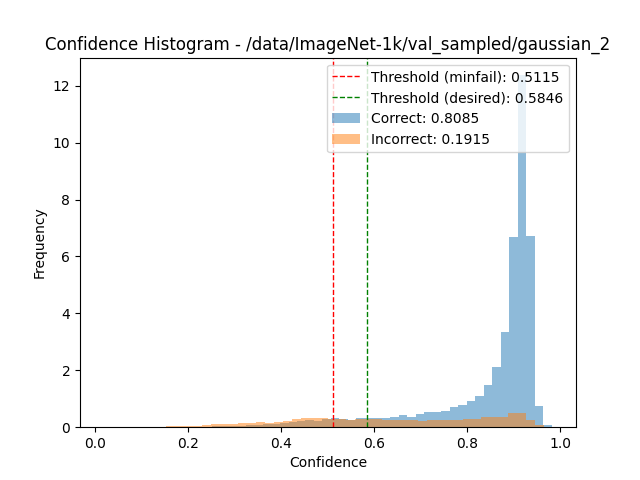 Confidence Histogram - /data/ImageNet-1k/val_sampled/gaussian_2
Threshold (minfail): 0.5115
Threshold (desired): 0.5846
Correct: 0.8085
Incorrect: 0.1915
12
10
8
6
4
2
0
Frequency
0.0 0.2 0.4 0.6 0.8 1.0
Confidence